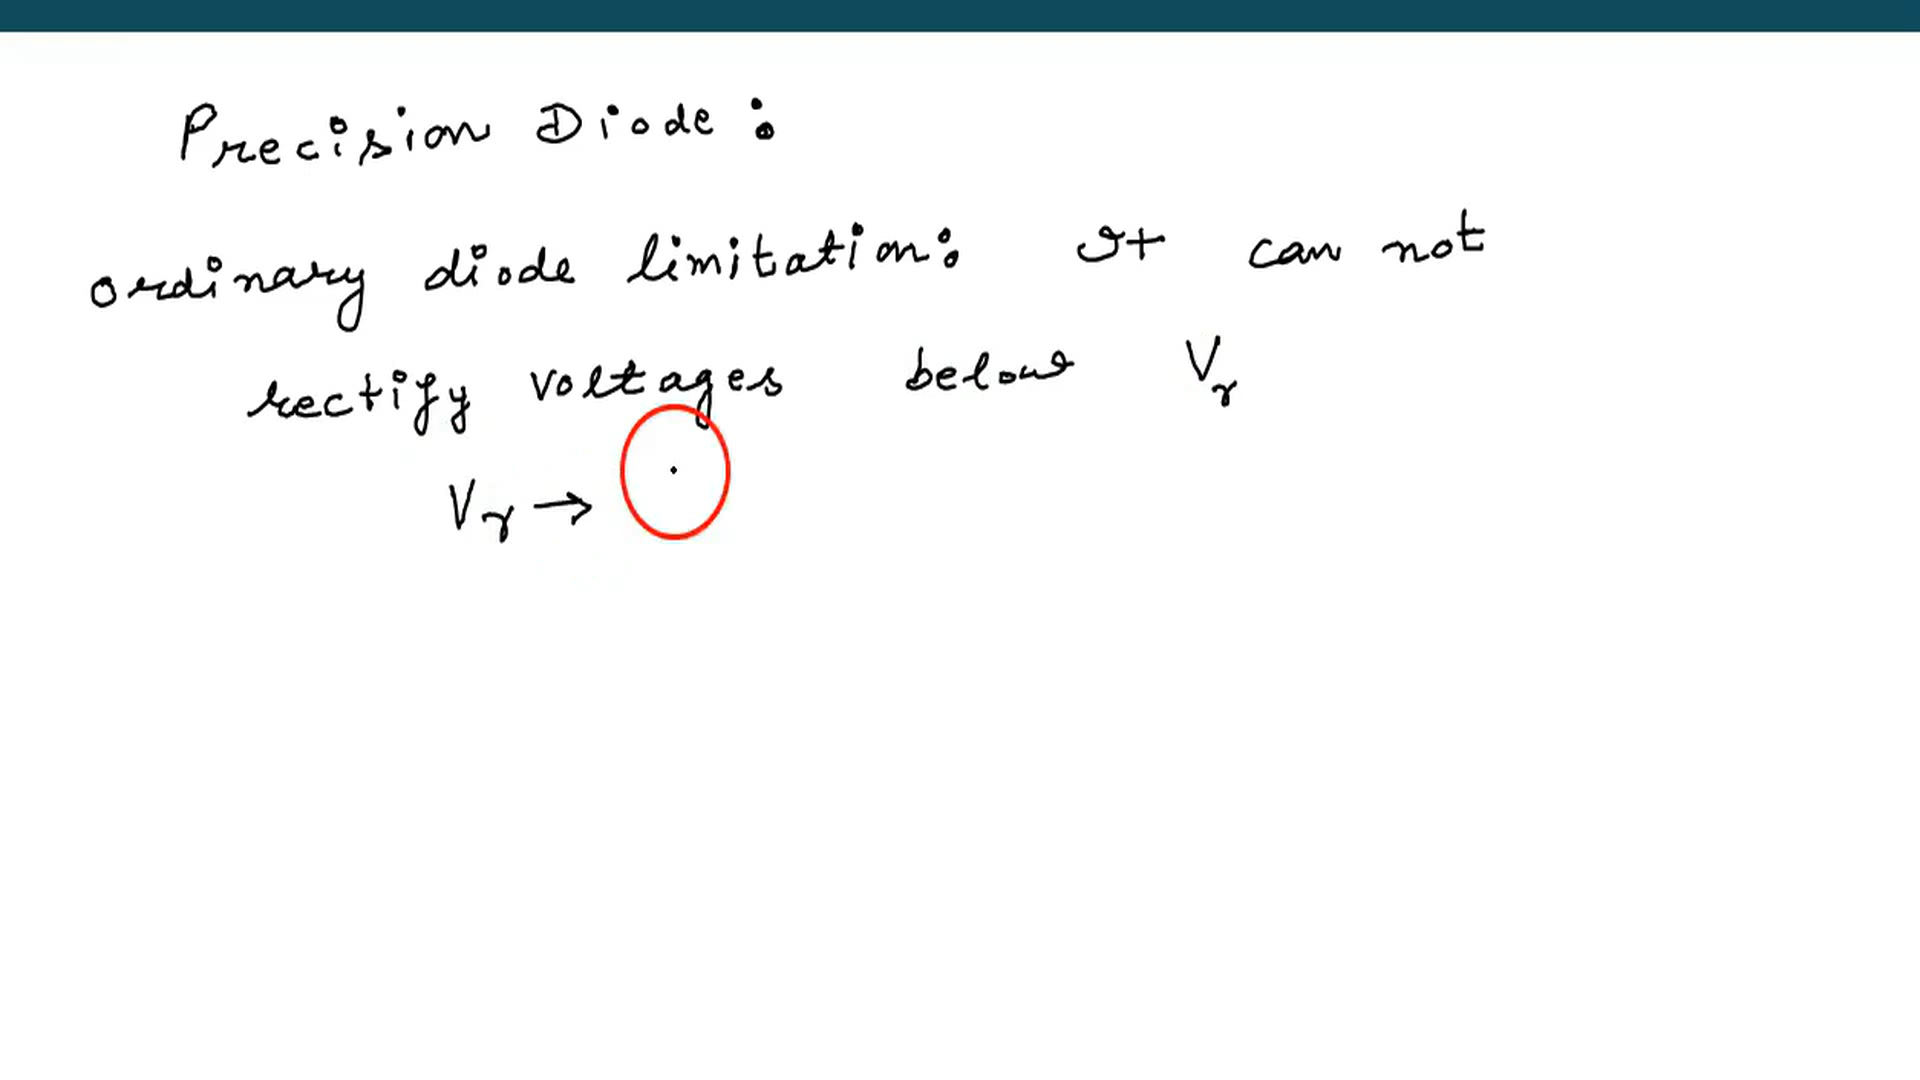 Precision Diode :
ordinary diode limitation: It can not
rectify voltages below Vγ
Vγ →